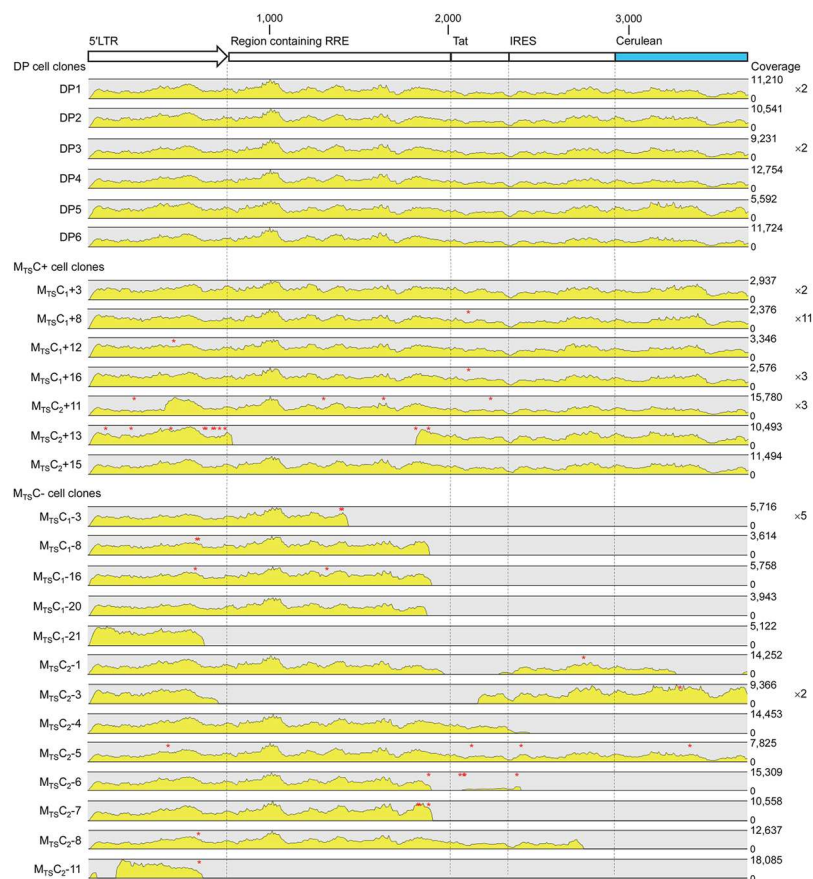 1,000 2,000 3,000
5'LTR Region containing RRE Tat IRES Cerulean
DP cell clones Coverage
DP1 11,210 0 ×2
DP2 10,541 0
DP3 9,231 0 ×2
DP4 12,754 0
DP5 5,592 0
DP6 11,724 0
MTSC+ cell clones
MTSC1+3 2,937 0 ×2
MTSC1+8 * 2,376 0 ×11
MTSC1+12 * 3,346 0
MTSC1+16 * 2,576 0 ×3
MTSC2+11 * * * * 15,780 0 ×3
MTSC2+13 * * * ** ** * * * * 10,493 0
MTSC2+15 11,494 0
MTSC- cell clones
MTSC1-3 ** 5,716 0 ×5
MTSC1-8 ** 3,614 0
MTSC1-16 * * 5,758 0
MTSC1-20 3,943 0
MTSC1-21 5,122 0
MTSC2-1 * 14,252 0
MTSC2-3 * 9,366 0 ×2
MTSC2-4 14,453 0
MTSC2-5 * * * * 7,825 0
MTSC2-6 * * ** * 15,309 0
MTSC2-7 ** * 10,558 0
MTSC2-8 * 12,637 0
MTSC2-11 * 18,085 0